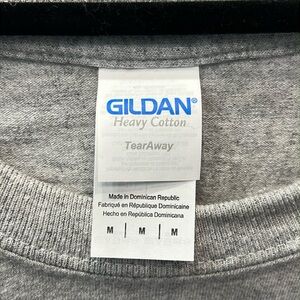 GILDAN®
Heavy Cotton
TearAway
Made in Dominican Republic
Fabriqué en République Dominicaine
Hecho en República Dominicana
M | M | M